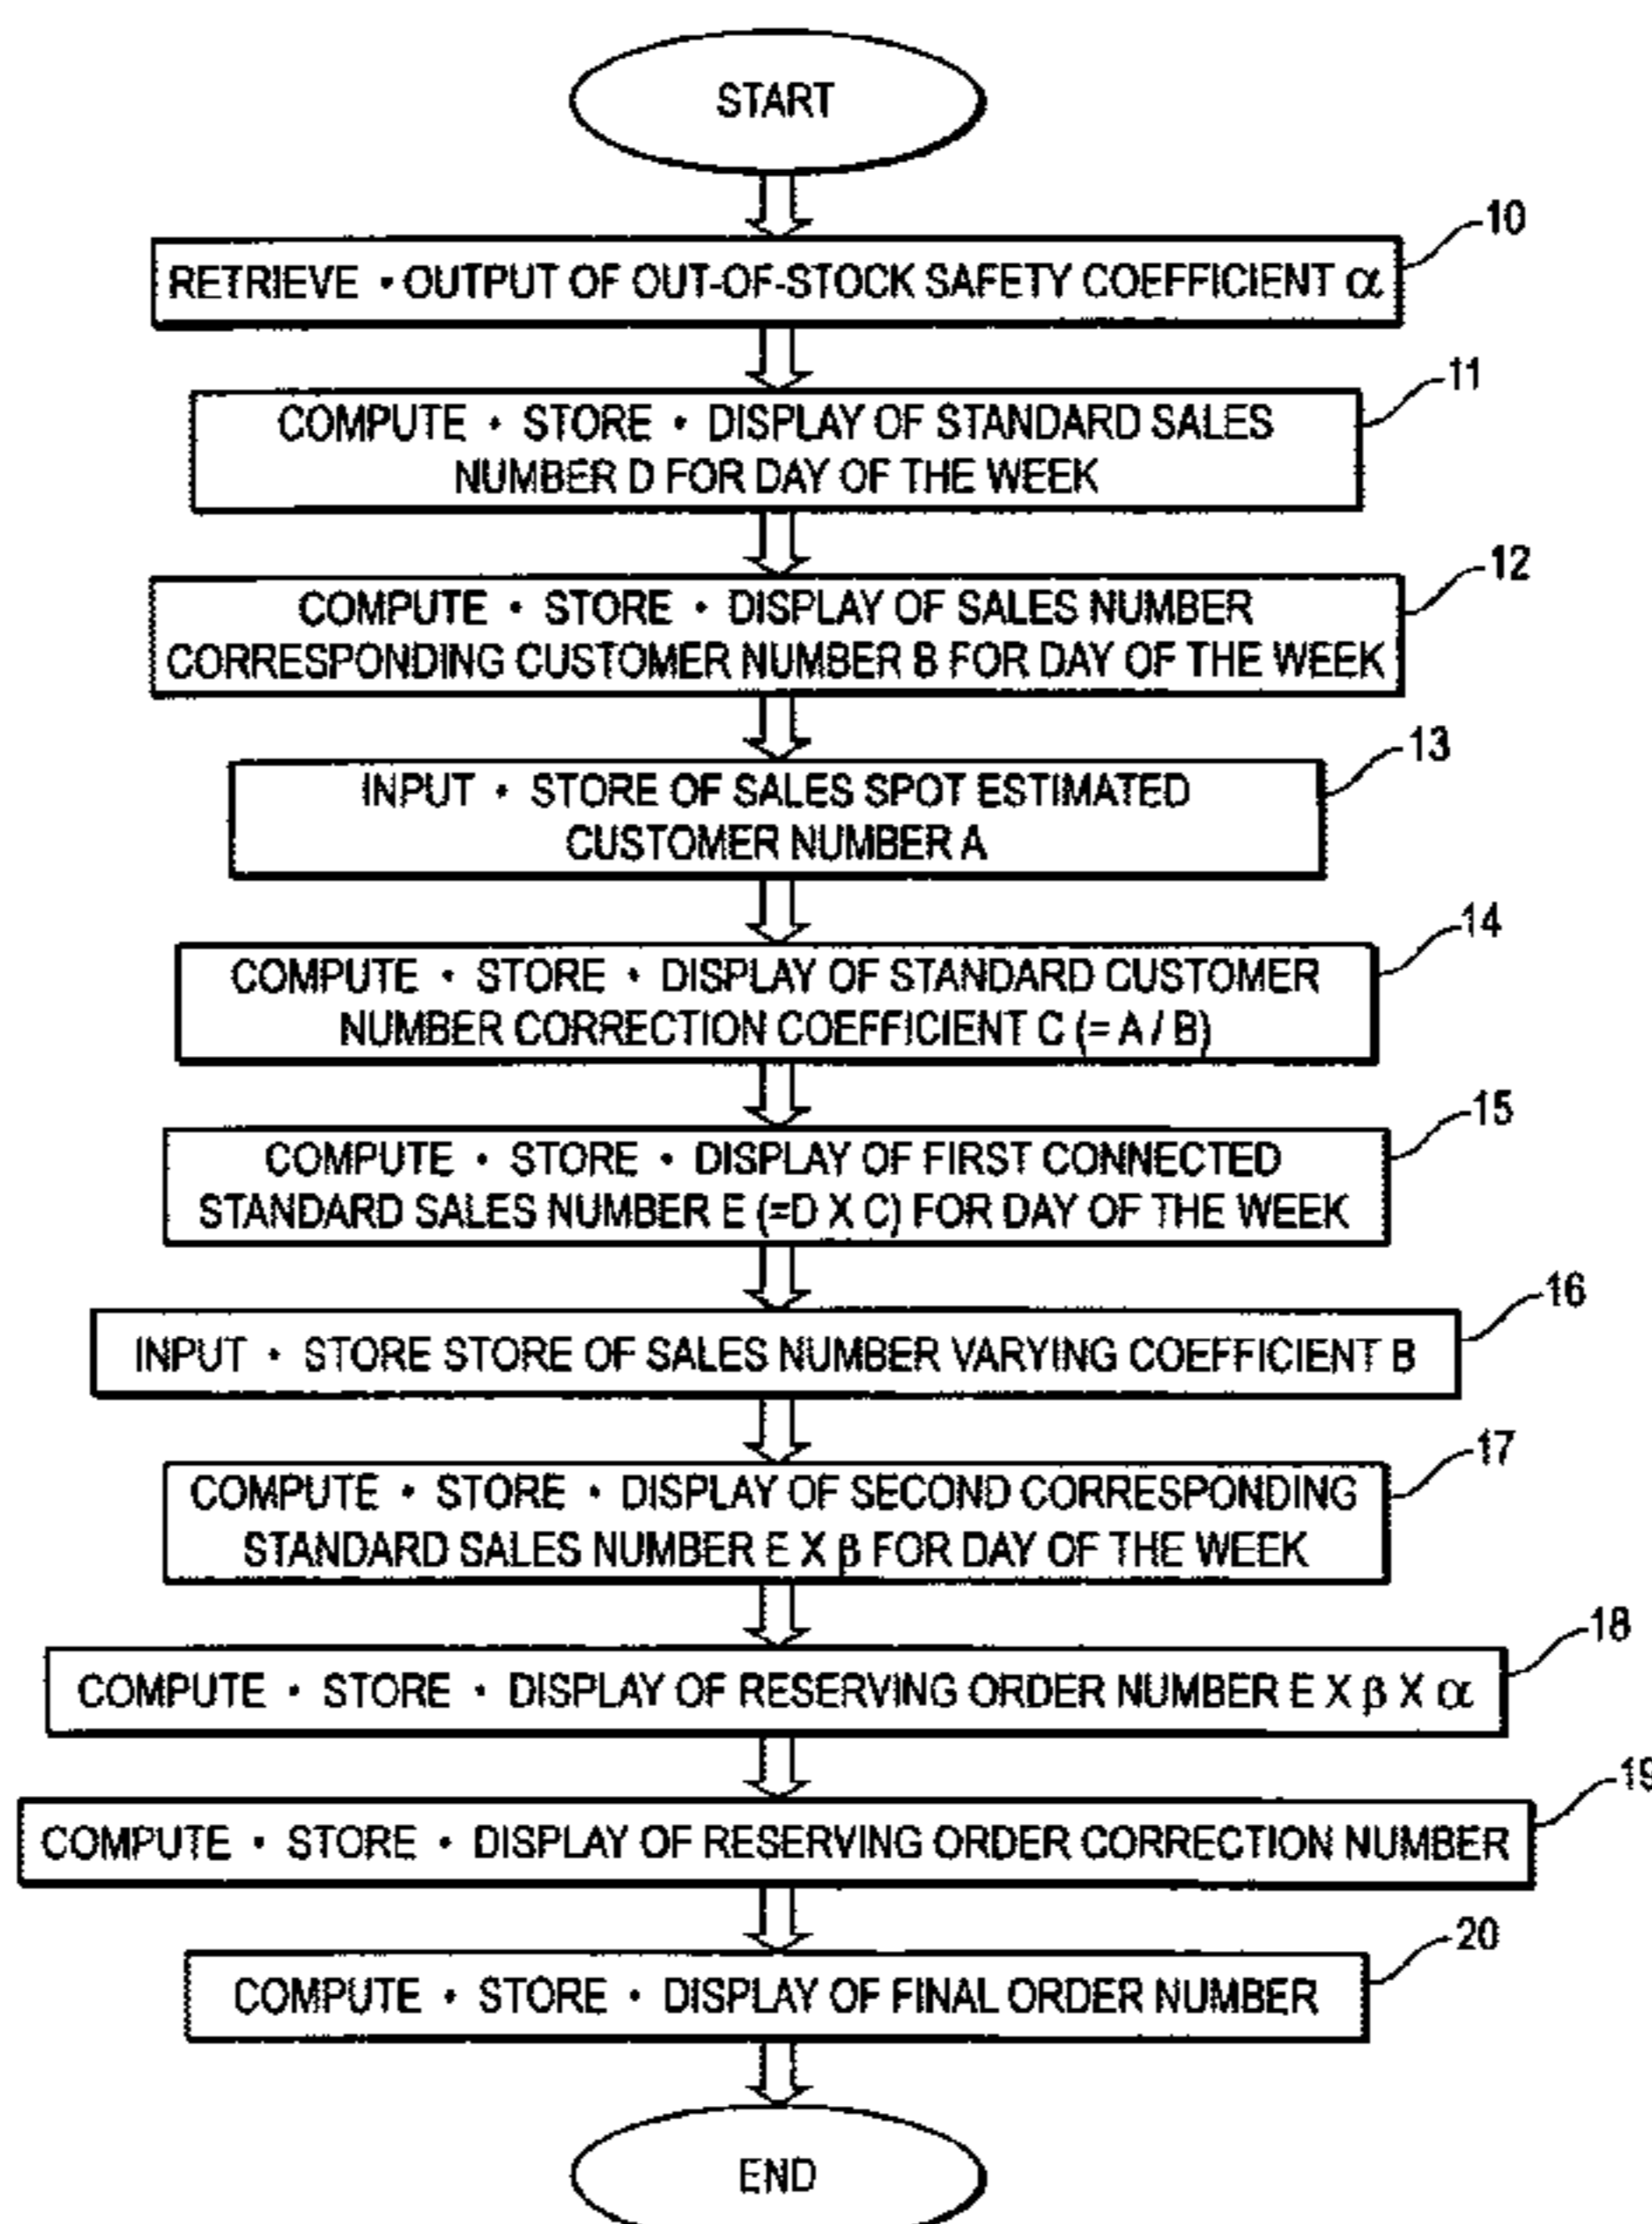 START
10
RETRIEVE • OUTPUT OF OUT-OF-STOCK SAFETY COEFFICIENT α
11
COMPUTE • STORE • DISPLAY OF STANDARD SALES
NUMBER D FOR DAY OF THE WEEK
12
COMPUTE • STORE • DISPLAY OF SALES NUMBER
CORRESPONDING CUSTOMER NUMBER B FOR DAY OF THE WEEK
13
INPUT • STORE OF SALES SPOT ESTIMATED
CUSTOMER NUMBER A
14
COMPUTE • STORE • DISPLAY OF STANDARD CUSTOMER
NUMBER CORRECTION COEFFICIENT C (= A / B)
15
COMPUTE • STORE • DISPLAY OF FIRST CONNECTED
STANDARD SALES NUMBER E (=D X C) FOR DAY OF THE WEEK
16
INPUT • STORE STORE OF SALES NUMBER VARYING COEFFICIENT B
17
COMPUTE • STORE • DISPLAY OF SECOND CORRESPONDING
STANDARD SALES NUMBER E X β FOR DAY OF THE WEEK
18
COMPUTE • STORE • DISPLAY OF RESERVING ORDER NUMBER E X β X α
19
COMPUTE • STORE • DISPLAY OF RESERVING ORDER CORRECTION NUMBER
20
COMPUTE • STORE • DISPLAY OF FINAL ORDER NUMBER
END